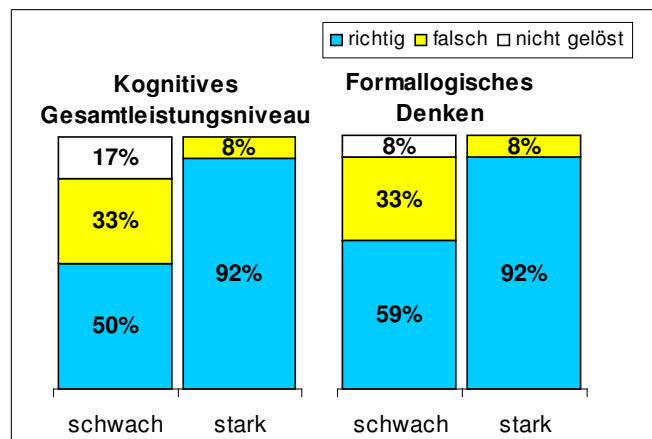 richtig falsch nicht gelöst
Kognitives
Gesamtleistungsniveau
Formallogisches
Denken
17%
33%
50%
8%
92%
8%
33%
59%
8%
92%
schwach
stark
schwach
stark